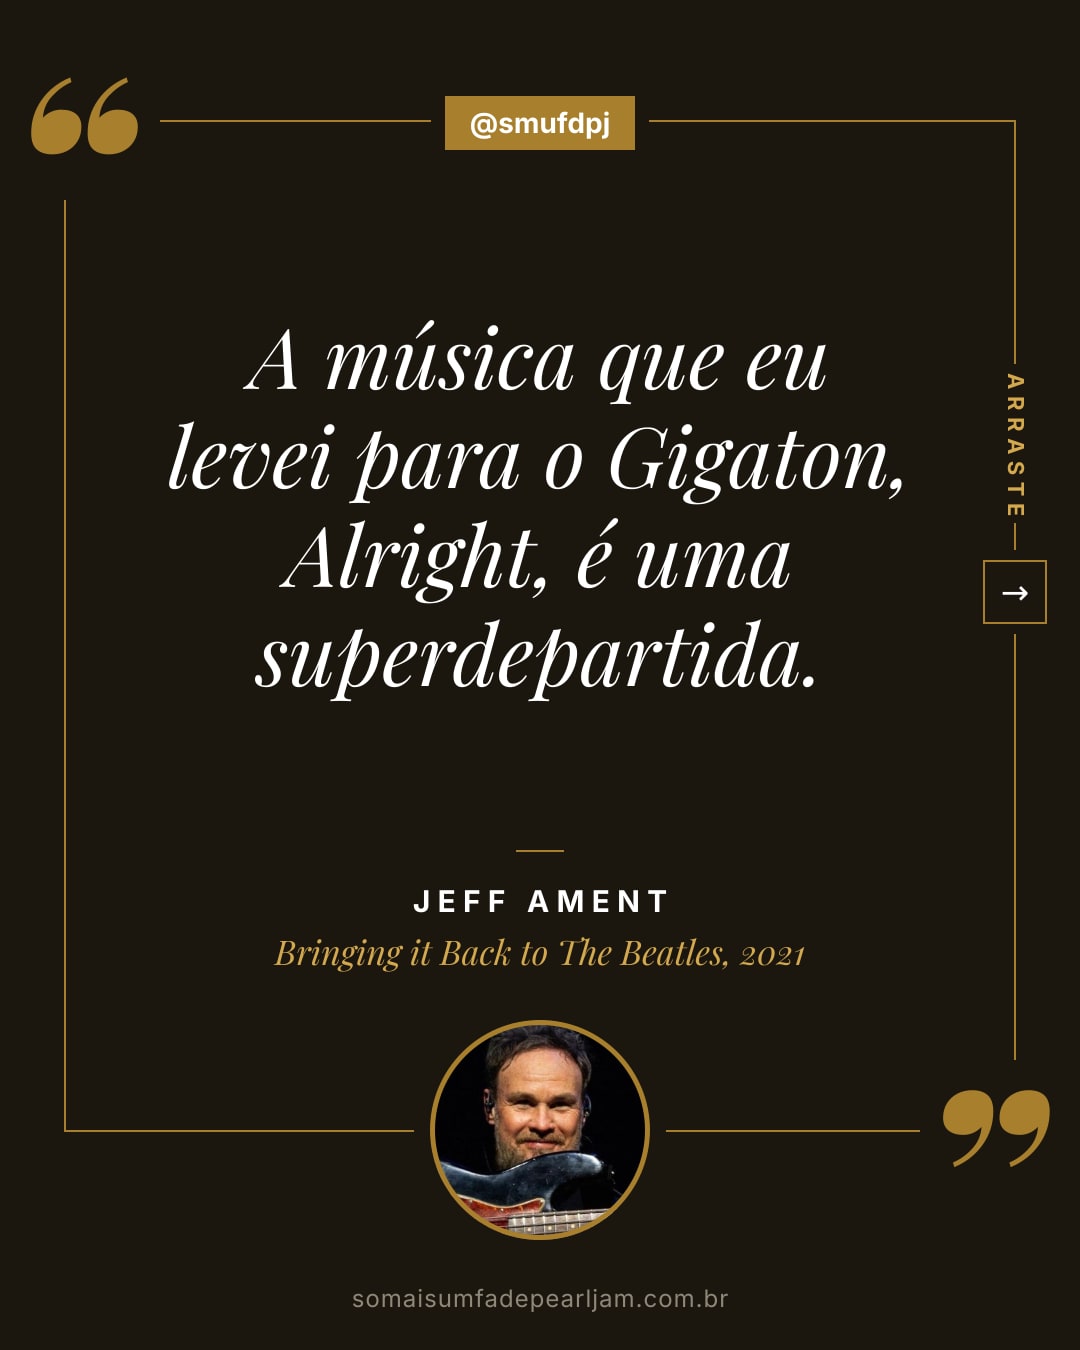 “
@smufdpj
A música que eu
levei para o Gigaton,
Alright, é uma
superdepartida.
ARRASTE
→
JEFF AMENT
Bringing it Back to The Beatles, 2021
”
somaisumfadepearljam.com.br